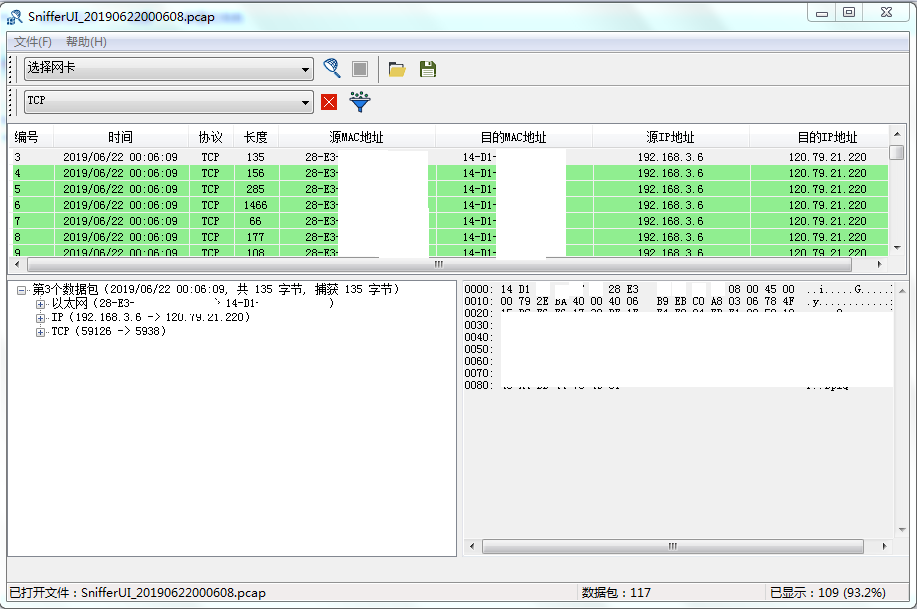 SnifferUI_20190622000608.pcap
文件(F) 帮助(H)
选择网卡
TCP
编号 时间 协议 长度 源MAC地址 目的MAC地址 源IP地址 目的IP地址
3 2019/06/22 00:06:09 TCP 135 28-E3- 14-D1- 192.168.3.6 120.79.21.220
4 2019/06/22 00:06:09 TCP 156 28-E3- 14-D1- 192.168.3.6 120.79.21.220
5 2019/06/22 00:06:09 TCP 285 28-E3- 14-D1- 192.168.3.6 120.79.21.220
6 2019/06/22 00:06:09 TCP 1466 28-E3- 14-D1- 192.168.3.6 120.79.21.220
7 2019/06/22 00:06:09 TCP 66 28-E3- 14-D1- 192.168.3.6 120.79.21.220
8 2019/06/22 00:06:09 TCP 177 28-E3- 14-D1- 192.168.3.6 120.79.21.220
9 2019/06/22 00:06:09 TCP 108 28-E3- 14-D1- 192.168.3.6 120.79.21.220
第3个数据包(2019/06/22 00:06:09, 共 135 字节, 捕获 135 字节)
以太网(28-E3- 14-D1- )
IP(192.168.3.6 -> 120.79.21.220)
TCP(59126 -> 5938)
0000: 14 D1 28 E3 08 00 45 00 ..i.....G.....
0010: 00 79 2E BA 40 00 40 06 B9 EB C0 A8 03 06 78 4F .y............
0020:
0030:
0040:
0050:
0060:
0070:
0080:
已打开文件：SnifferUI_20190622000608.pcap
数据包：117
已显示：109 (93.2%)